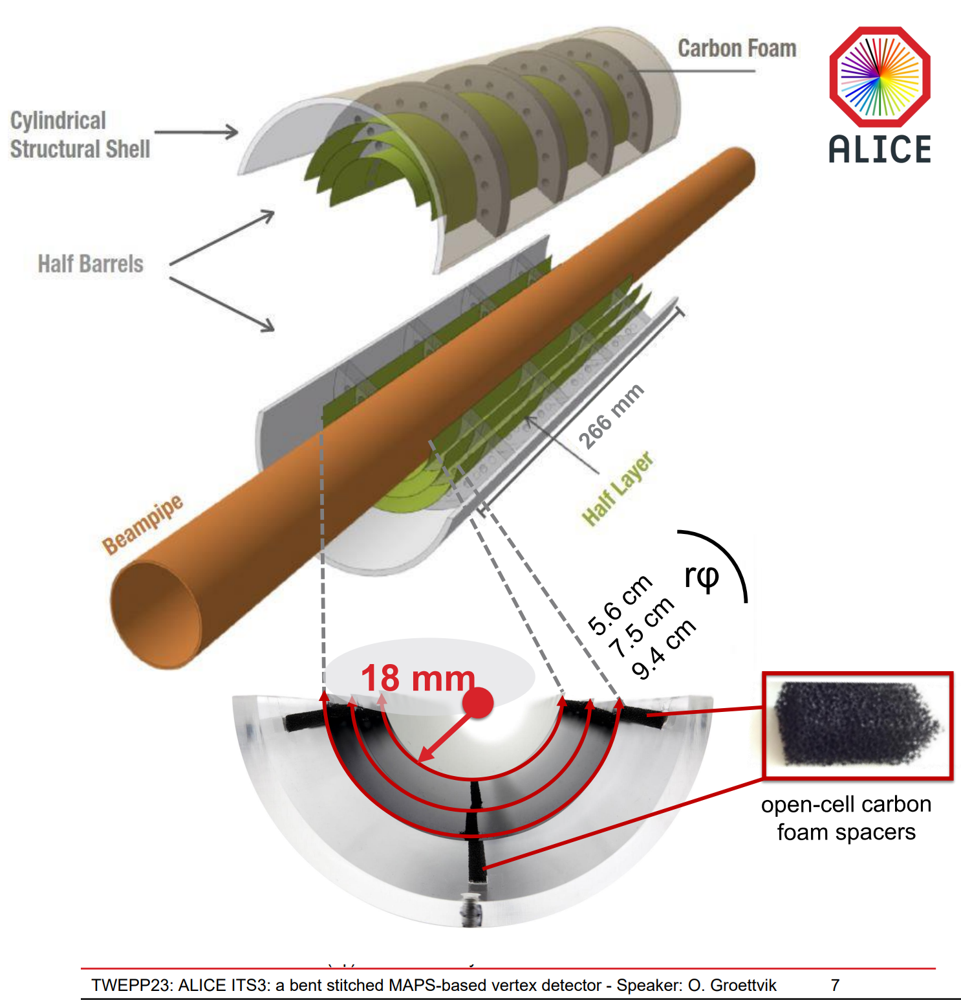 Carbon Foam
ALICE
Cylindrical
Structural Shell
Half Barrels
266 mm
Half Layer
Beampipe
rφ
5.6 cm
7.5 cm
9.4 cm
18 mm
open-cell carbon
foam spacers
TWEPP23: ALICE ITS3: a bent stitched MAPS-based vertex detector - Speaker: O. Groettvik 7